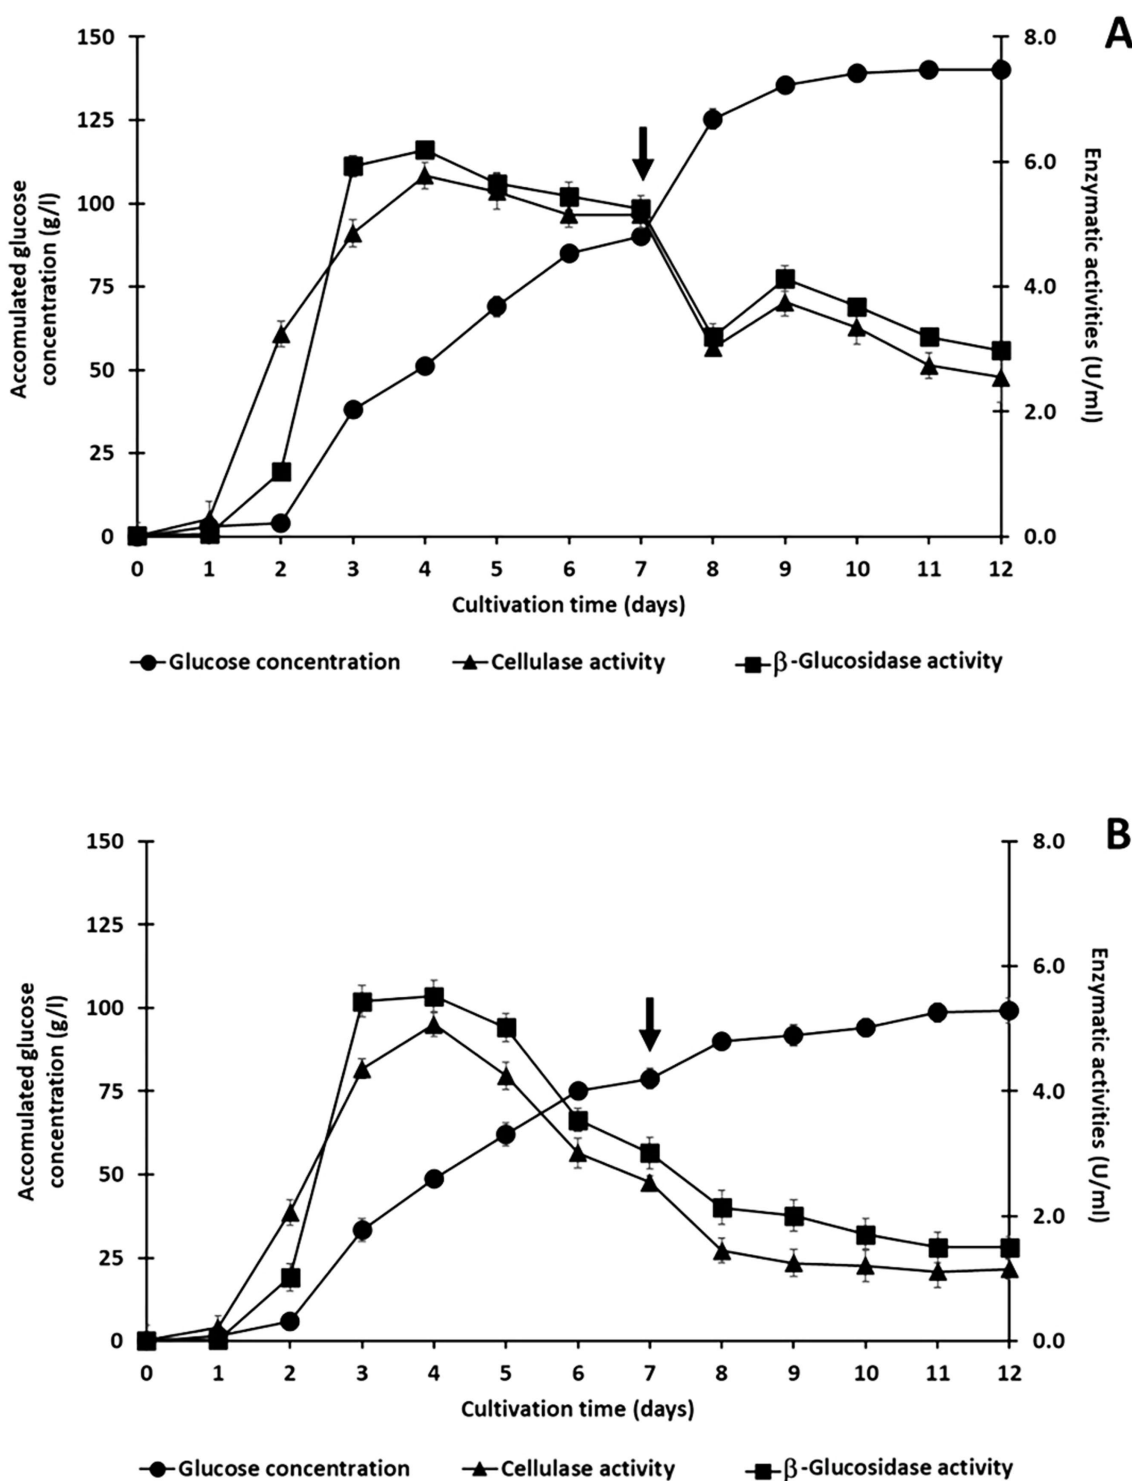 A
150
125
100
75
50
25
0
Accomulated glucose
concentration (g/l)
8.0
6.0
4.0
2.0
0.0
Enzymatic activities (U/ml)
0 1 2 3 4 5 6 7 8 9 10 11 12
Cultivation time (days)
Glucose concentration Cellulase activity β-Glucosidase activity
B
150
125
100
75
50
25
0
Accomulated glucose
concentration (g/l)
8.0
6.0
4.0
2.0
0.0
Enzymatic activities (U/ml)
0 1 2 3 4 5 6 7 8 9 10 11 12
Cultivation time (days)
Glucose concentration Cellulase activity β-Glucosidase activity